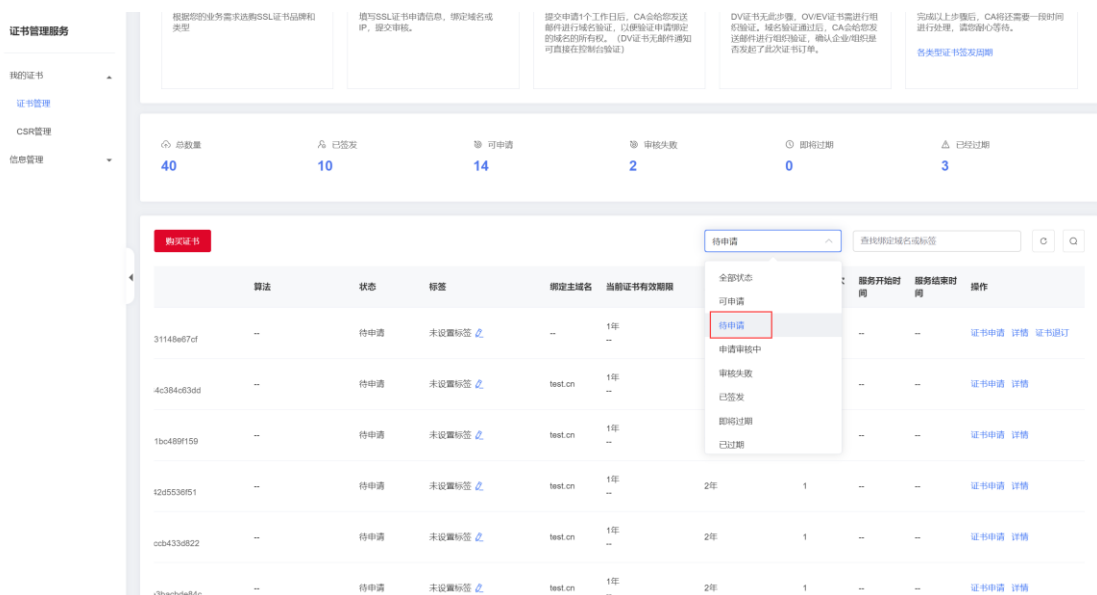 证书管理服务
我的证书
证书管理
CSR管理
信息管理
根据您的业务需求选购SSL证书品牌和
类型
填写SSL证书申请信息，绑定域名或
IP，提交审核。
提交申请1个工作日后，CA会给您发送
邮件进行域名验证，以便验证申请绑定
的域名的所有权。（DV证书无邮件通知
可直接在控制台验证）
DV证书无此步骤，OV/EV证书需进行组
织验证。域名验证通过后，CA会给您发
送邮件进行组织验证，确认企业/组织是
否发起了此次证书订单。
完成以上步骤后，CA将还需要一段时间
进行处理，请您耐心等待。
各类型证书签发周期
总数量 已签发 可申请 审核失败 即将过期 已经过期
40 10 14 2 0 3
购买证书 待申请 查找绑定域名或标签
全部状态
可申请
待申请
申请审核中
审核失败
已签发
即将过期
已过期
算法 状态 标签 绑定主域名 当前证书有效期限 服务开始时间 服务结束时间 操作
31148e67cf -- 待申请 未设置标签 -- 1年 -- -- -- 证书申请 详情 证书退订
4c384c63dd -- 待申请 未设置标签 test.cn 1年 -- -- -- 证书申请 详情
1bc489f159 -- 待申请 未设置标签 test.cn 1年 -- -- -- 证书申请 详情
42d5536f51 -- 待申请 未设置标签 test.cn 1年 -- 2年 1 -- -- 证书申请 详情
ccb433d822 -- 待申请 未设置标签 test.cn 1年 -- 2年 1 -- -- 证书申请 详情
待申请 未设置标签 test.cn 1年 2年 1 -- -- 证书申请 详情